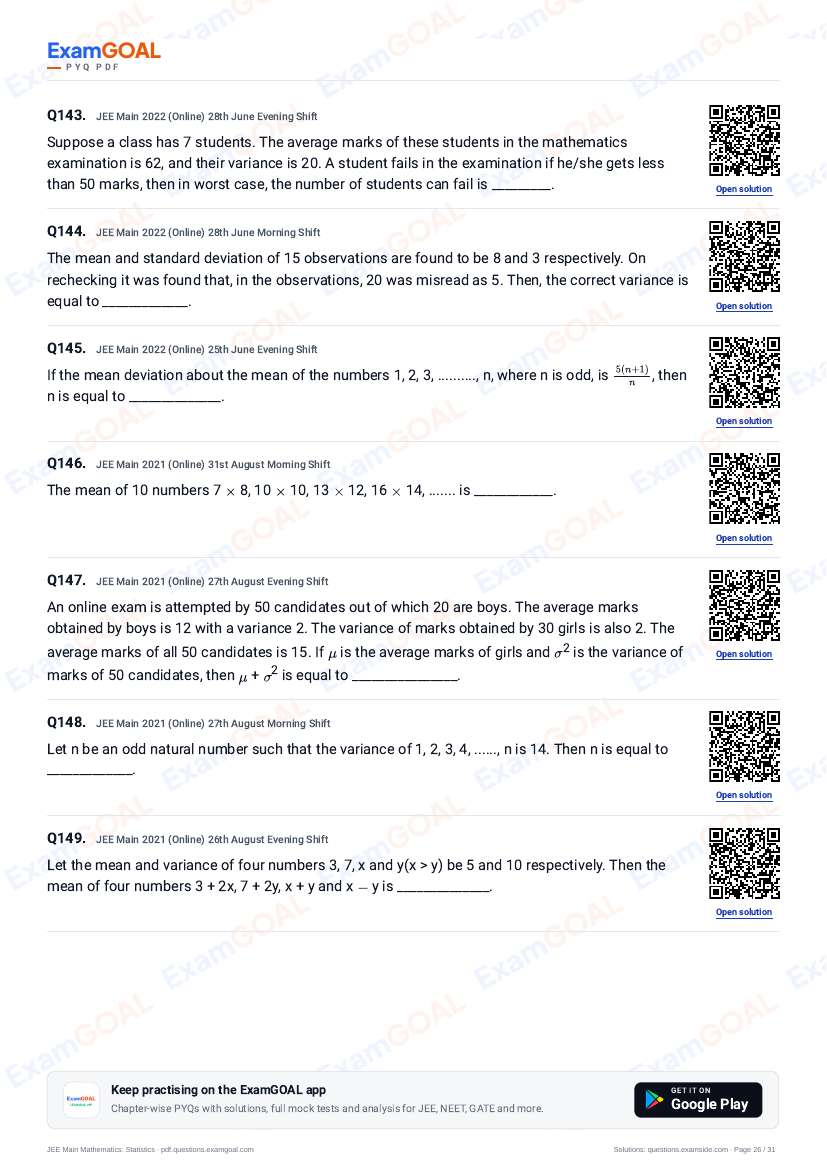 ExamGOAL
PYQ PDF
Q143. JEE Main 2022 (Online) 28th June Evening Shift
Suppose a class has 7 students. The average marks of these students in the mathematics
examination is 62, and their variance is 20. A student fails in the examination if he/she gets less
than 50 marks, then in worst case, the number of students can fail is _________.
Open solution
Q144. JEE Main 2022 (Online) 28th June Morning Shift
The mean and standard deviation of 15 observations are found to be 8 and 3 respectively. On
rechecking it was found that, in the observations, 20 was misread as 5. Then, the correct variance is
equal to _____________.
Open solution
Q145. JEE Main 2022 (Online) 25th June Evening Shift
If the mean deviation about the mean of the numbers 1, 2, 3, .........., n, where n is odd, is \frac{5(n+1)}{n}, then
n is equal to ______________.
Open solution
Q146. JEE Main 2021 (Online) 31st August Morning Shift
The mean of 10 numbers 7 × 8, 10 × 10, 13 × 12, 16 × 14, ....... is ____________.
Open solution
Q147. JEE Main 2021 (Online) 27th August Evening Shift
An online exam is attempted by 50 candidates out of which 20 are boys. The average marks
obtained by boys is 12 with a variance 2. The variance of marks obtained by 30 girls is also 2. The
average marks of all 50 candidates is 15. If μ is the average marks of girls and σ² is the variance of
marks of 50 candidates, then μ + σ² is equal to ________________.
Open solution
Q148. JEE Main 2021 (Online) 27th August Morning Shift
Let n be an odd natural number such that the variance of 1, 2, 3, 4, ......, n is 14. Then n is equal to
_____________.
Open solution
Q149. JEE Main 2021 (Online) 26th August Evening Shift
Let the mean and variance of four numbers 3, 7, x and y(x > y) be 5 and 10 respectively. Then the
mean of four numbers 3 + 2x, 7 + 2y, x + y and x − y is ______________.
Open solution
ExamGOAL
Keep practising on the ExamGOAL app
Chapter-wise PYQs with solutions, full mock tests and analysis for JEE, NEET, GATE and more.
GET IT ON
Google Play
JEE Main Mathematics: Statistics · pdf.questions.examgoal.com
Solutions: questions.examside.com · Page 26 / 31